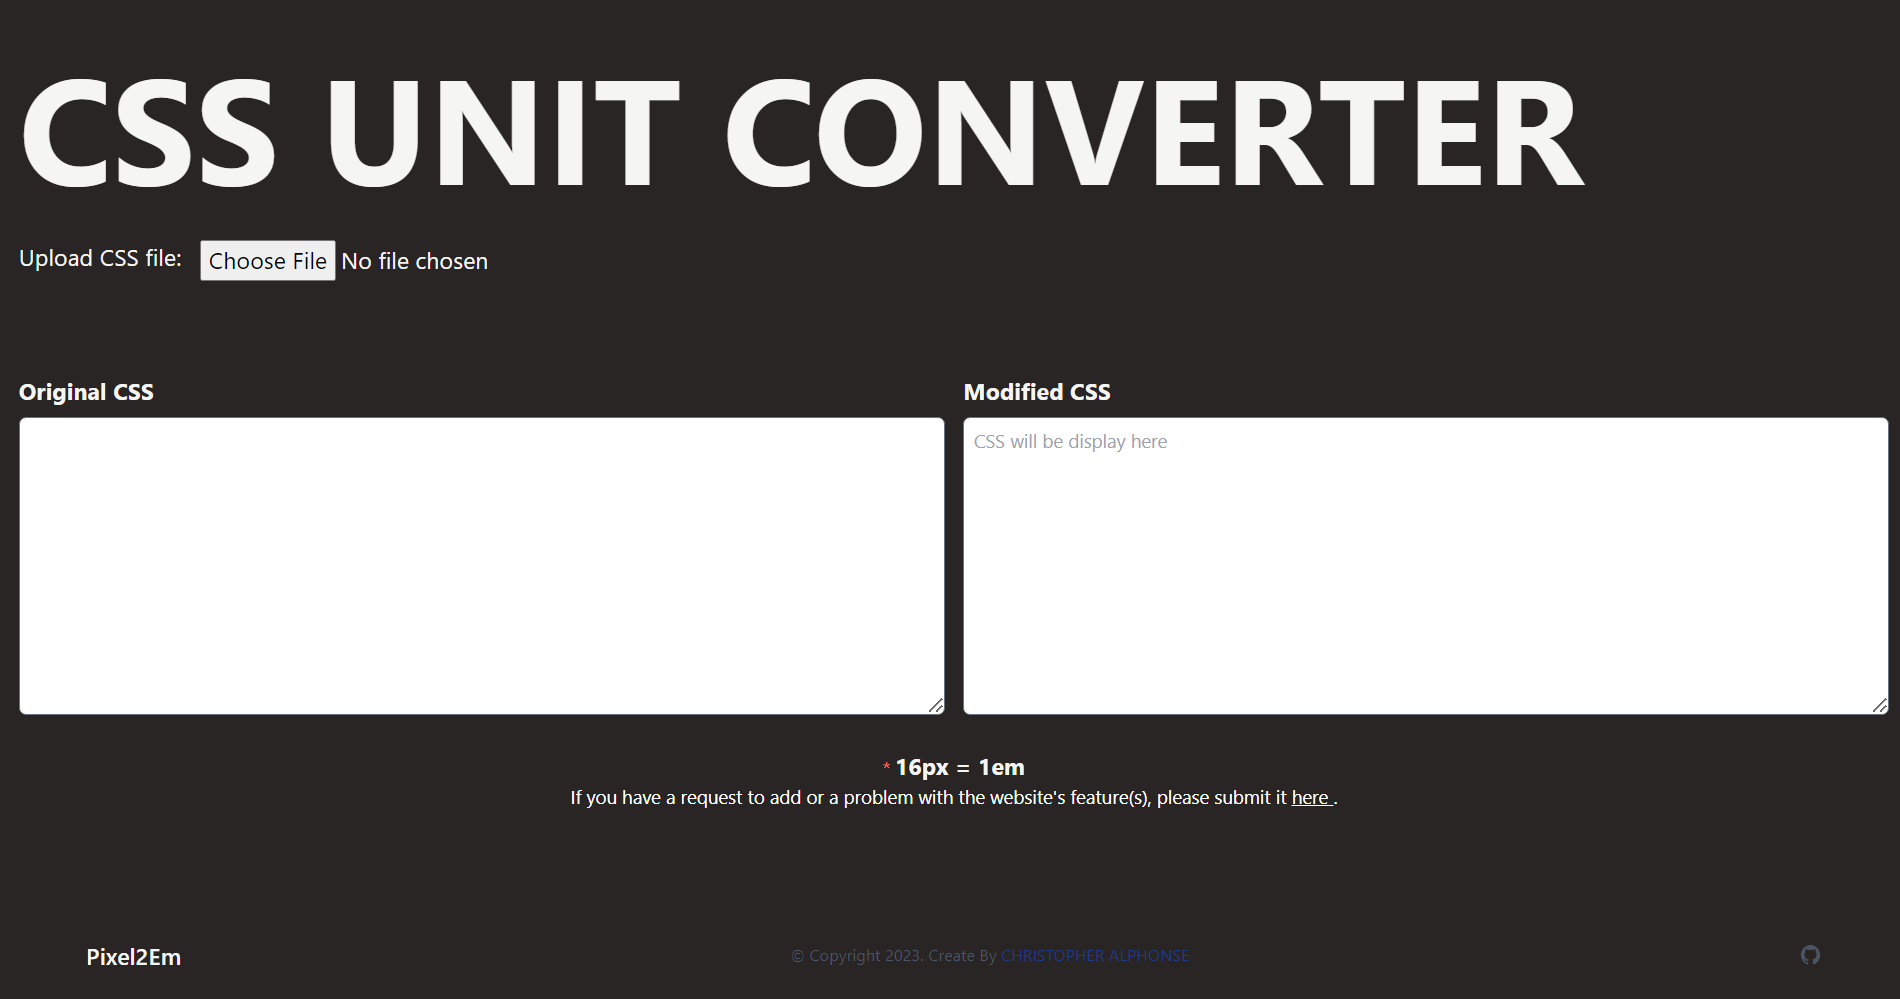 CSS UNIT CONVERTER
Upload CSS file: Choose File No file chosen
Original CSS
Modified CSS
CSS will be display here
* 16px = 1em
If you have a request to add or a problem with the website's feature(s), please submit it here .
Pixel2Em
© Copyright 2023. Create By CHRISTOPHER ALPHONSE